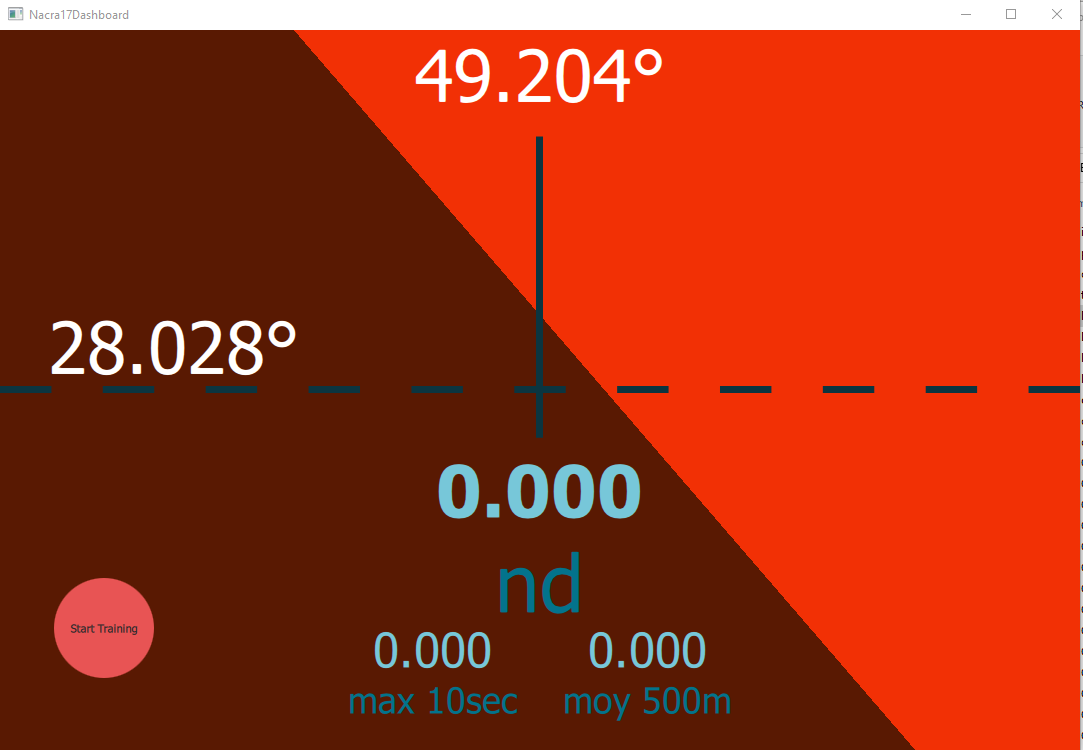 Nacra17Dashboard
49.204°
28.028°
0.000
nd
Start Training
0.000 0.000
max 10sec moy 500m